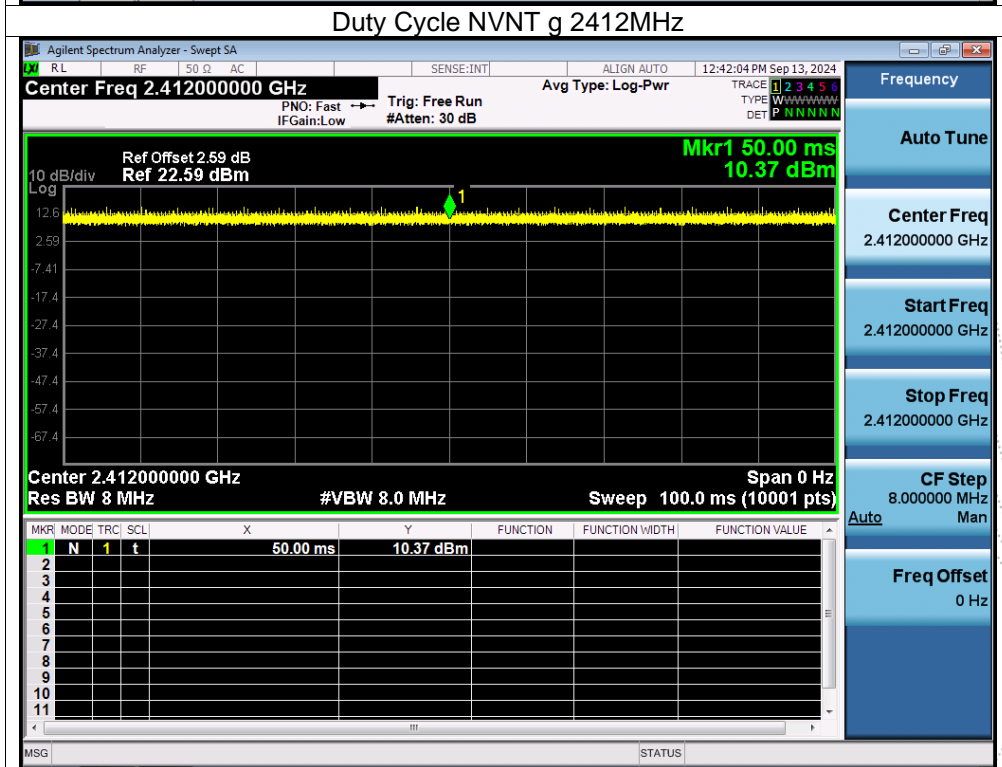 Duty Cycle NVNT g 2412MHz
Agilent Spectrum Analyzer - Swept SA
LXI RL RF 50 Ω AC SENSE:INT ALIGN AUTO 12:42:04 PM Sep 13, 2024
Center Freq 2.412000000 GHz
PNO: Fast
IFGain:Low
Trig: Free Run
#Atten: 30 dB
Avg Type: Log-Pwr
TRACE 1 2 3 4 5 6
TYPE WWWWWW
DET P N N N N N
Ref Offset 2.59 dB
10 dB/div Ref 22.59 dBm
Log
Mkr1 50.00 ms
10.37 dBm
1
12.6
2.59
-7.41
-17.4
-27.4
-37.4
-47.4
-57.4
-67.4
Center 2.412000000 GHz Span 0 Hz
Res BW 8 MHz #VBW 8.0 MHz Sweep 100.0 ms (10001 pts)
MKR MODE TRC SCL X Y FUNCTION FUNCTION WIDTH FUNCTION VALUE
1 N 1 t 50.00 ms 10.37 dBm
2
3
4
5
6
7
8
9
10
11
MSG STATUS
Frequency
Auto Tune
Center Freq
2.412000000 GHz
Start Freq
2.412000000 GHz
Stop Freq
2.412000000 GHz
CF Step
8.000000 MHz
Auto Man
Freq Offset
0 Hz